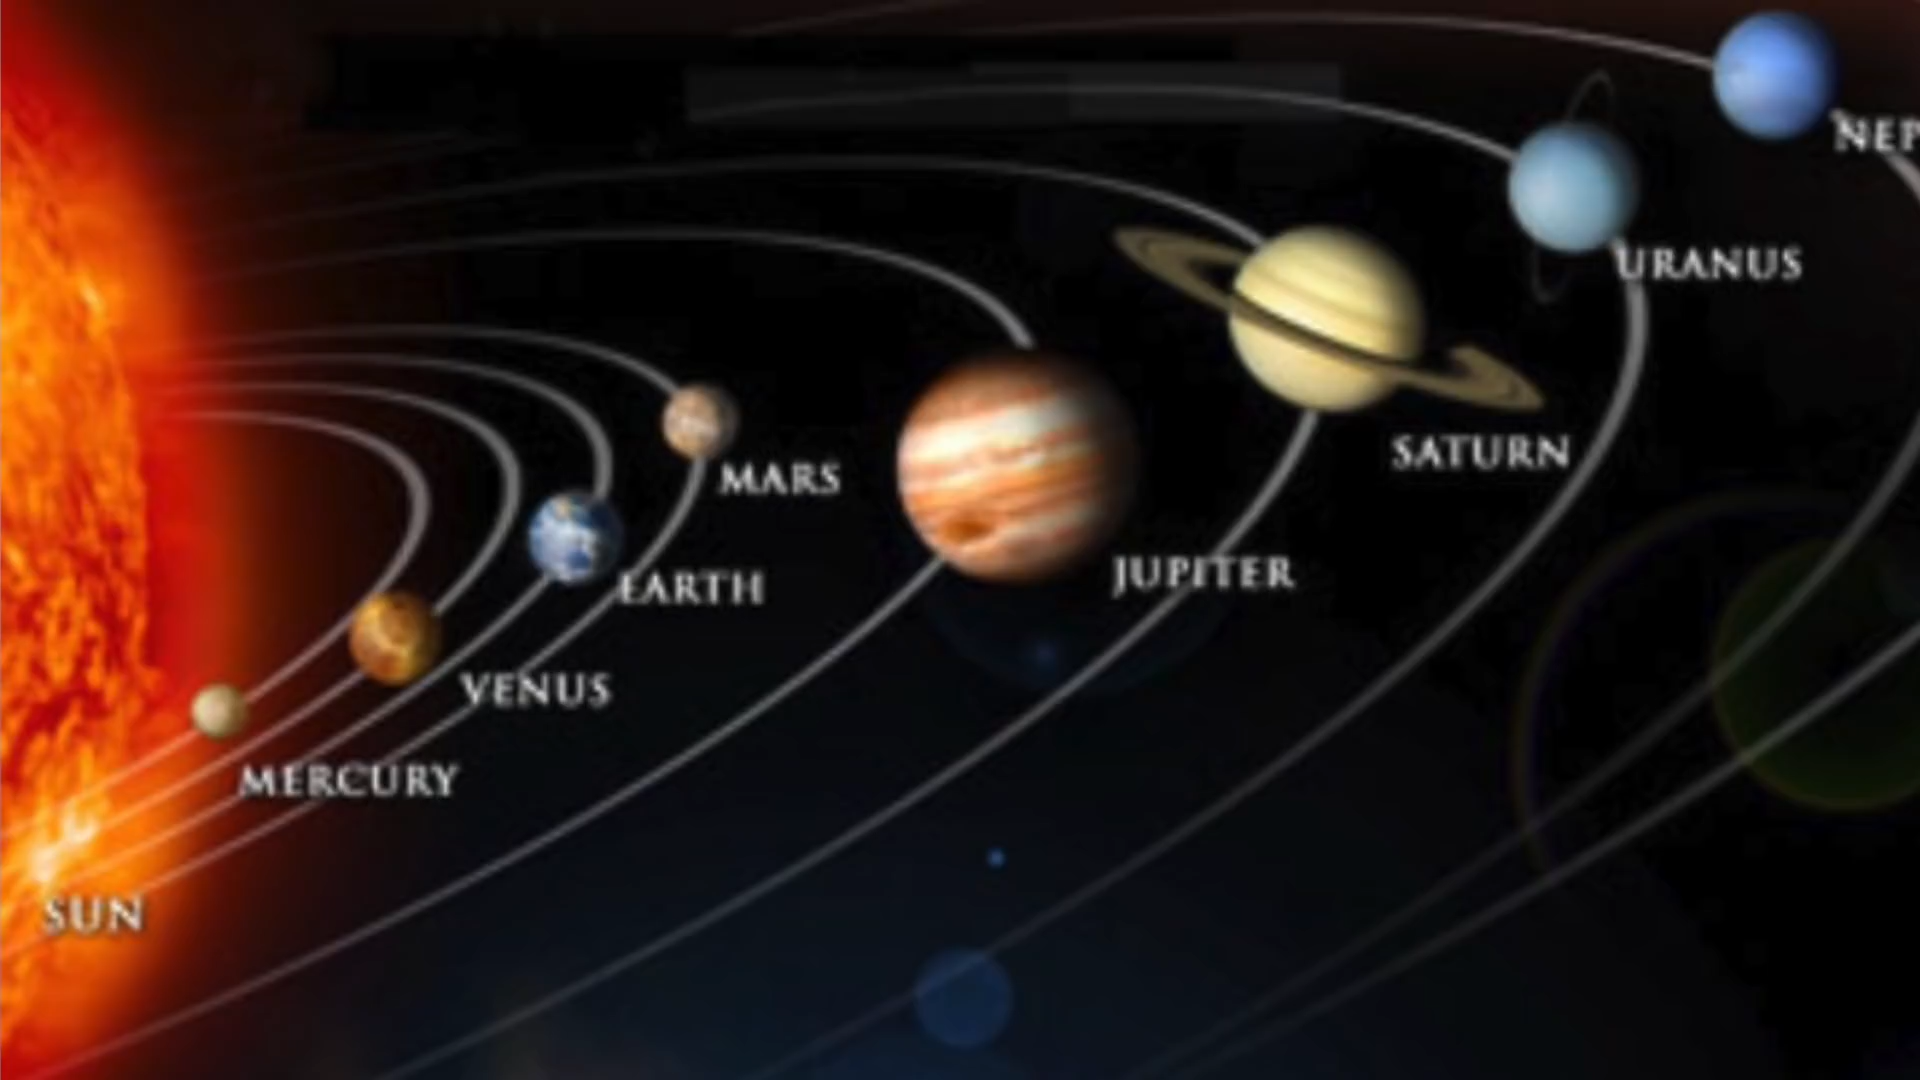 NEP
URANUS
SATURN
MARS
JUPITER
EARTH
VENUS
MERCURY
SUN